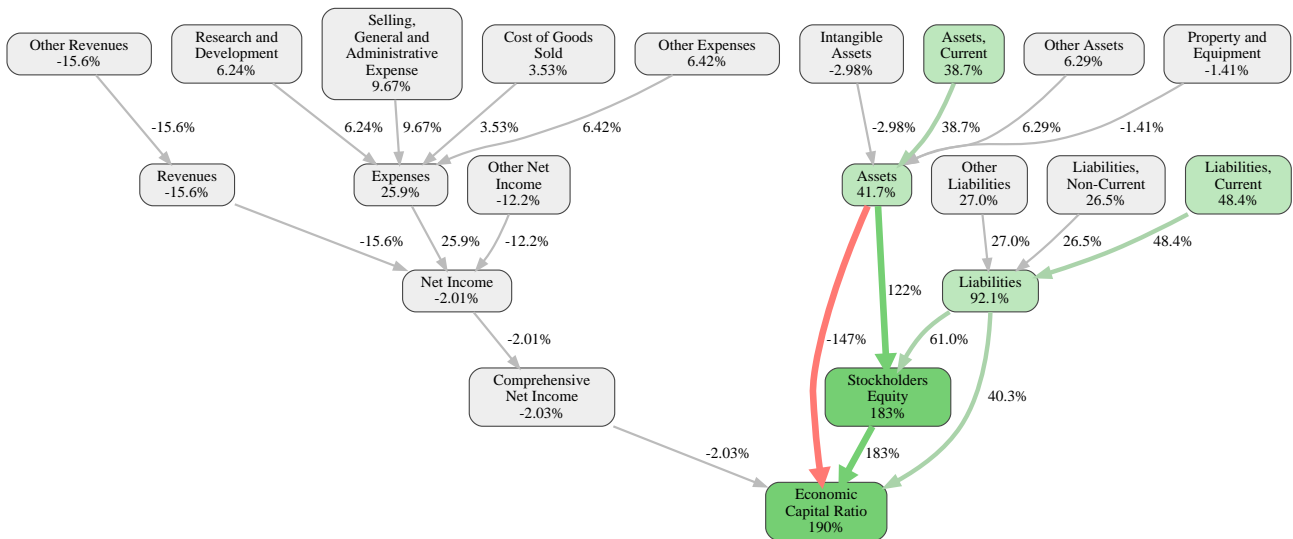 Other Revenues
-15.6%
Research and
Development
6.24%
Selling,
General and
Administrative
Expense
9.67%
Cost of Goods
Sold
3.53%
Other Expenses
6.42%
Intangible
Assets
-2.98%
Assets,
Current
38.7%
Other Assets
6.29%
Property and
Equipment
-1.41%
-15.6%
6.24%
9.67%
3.53%
6.42%
-2.98%
38.7%
6.29%
-1.41%
Revenues
-15.6%
Expenses
25.9%
Other Net
Income
-12.2%
Assets
41.7%
Other
Liabilities
27.0%
Liabilities,
Non-Current
26.5%
Liabilities,
Current
48.4%
-15.6%
25.9%
-12.2%
27.0%
26.5%
48.4%
Net Income
-2.01%
Liabilities
92.1%
122%
-2.01%
-147%
61.0%
Comprehensive
Net Income
-2.03%
Stockholders
Equity
183%
40.3%
-2.03%
183%
Economic
Capital Ratio
190%